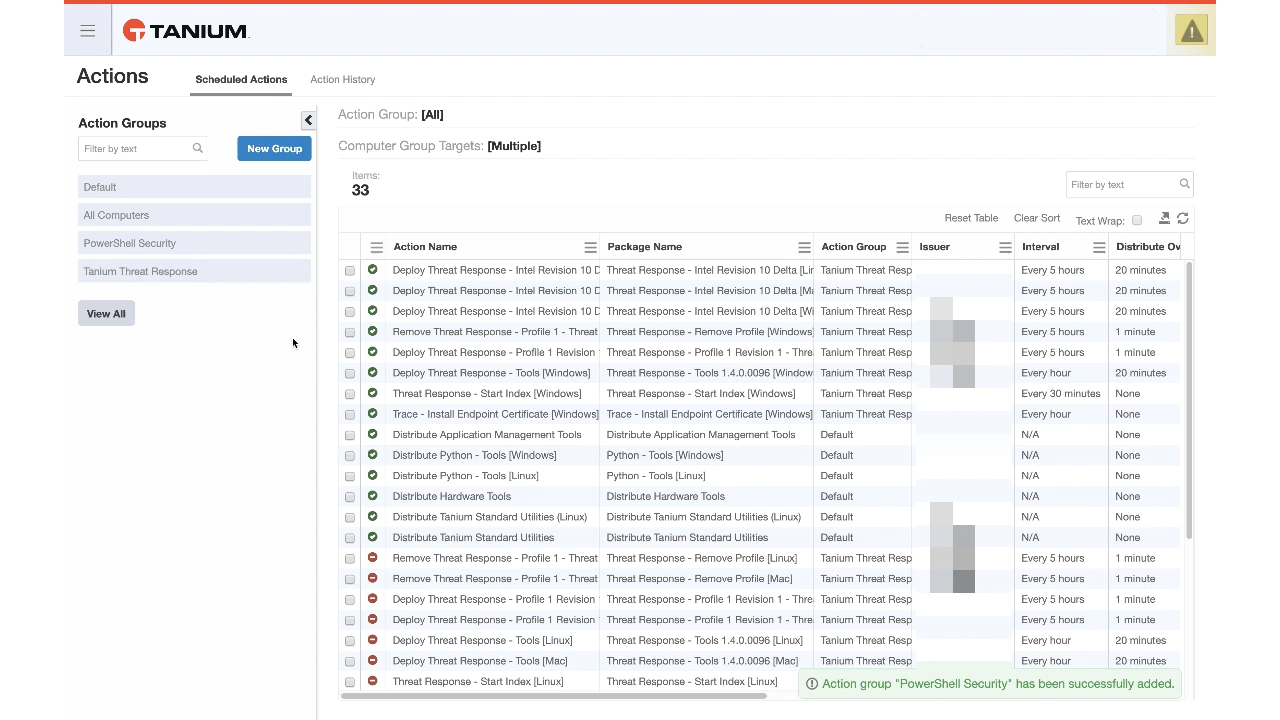 TANIUM
Actions
Scheduled Actions
Action History
Action Groups
Filter by text
New Group
Default
All Computers
PowerShell Security
Tanium Threat Response
View All
Action Group: [All]
Computer Group Targets: [Multiple]
Items:
33
Filter by text
Reset Table Clear Sort Text Wrap:
Action Name Package Name Action Group Issuer Interval Distribute Ov
Deploy Threat Response - Intel Revision 10 D Threat Response - Intel Revision 10 Delta [Lin Tanium Threat Resp Every 5 hours 20 minutes
Deploy Threat Response - Intel Revision 10 D Threat Response - Intel Revision 10 Delta [Ma Tanium Threat Resp Every 5 hours 20 minutes
Deploy Threat Response - Intel Revision 10 D Threat Response - Intel Revision 10 Delta [Wi Tanium Threat Resp Every 5 hours 20 minutes
Remove Threat Response - Profile 1 - Threat Threat Response - Remove Profile [Windows] Tanium Threat Resp Every 5 hours 1 minute
Deploy Threat Response - Profile 1 Revision Threat Response - Profile 1 Revision 1 - Thre Tanium Threat Resp Every 5 hours 1 minute
Deploy Threat Response - Tools [Windows] Threat Response - Tools 1.4.0.0096 [Window Tanium Threat Resp Every hour 20 minutes
Threat Response - Start Index [Windows] Threat Response - Start Index [Windows] Tanium Threat Resp Every 30 minutes None
Trace - Install Endpoint Certificate [Windows] Trace - Install Endpoint Certificate [Windows] Tanium Threat Resp Every hour None
Distribute Application Management Tools Distribute Application Management Tools Default N/A None
Distribute Python - Tools [Windows] Python - Tools [Windows] Default N/A None
Distribute Python - Tools [Linux] Python - Tools [Linux] Default N/A None
Distribute Hardware Tools Distribute Hardware Tools Default N/A None
Distribute Tanium Standard Utilities (Linux) Distribute Tanium Standard Utilities (Linux) Default N/A None
Distribute Tanium Standard Utilities Distribute Tanium Standard Utilities Default N/A None
Remove Threat Response - Profile 1 - Threat Threat Response - Remove Profile [Linux] Tanium Threat Resp Every 5 hours 1 minute
Remove Threat Response - Profile 1 - Threat Threat Response - Remove Profile [Mac] Tanium Threat Resp Every 5 hours 1 minute
Deploy Threat Response - Profile 1 Revision Threat Response - Profile 1 Revision 1 - Thre Tanium Threat Resp Every 5 hours 1 minute
Deploy Threat Response - Profile 1 Revision Threat Response - Profile 1 Revision 1 - Thre Tanium Threat Resp Every 5 hours 1 minute
Deploy Threat Response - Tools [Linux] Threat Response - Tools 1.4.0.0096 [Linux] Tanium Threat Resp Every hour 20 minutes
Deploy Threat Response - Tools [Mac] Threat Response - Tools 1.4.0.0096 [Mac] Tanium Threat Resp Every hour 20 minutes
Threat Response - Start Index [Linux] Threat Response - Start Index [Linux]
Action group "PowerShell Security" has been successfully added.